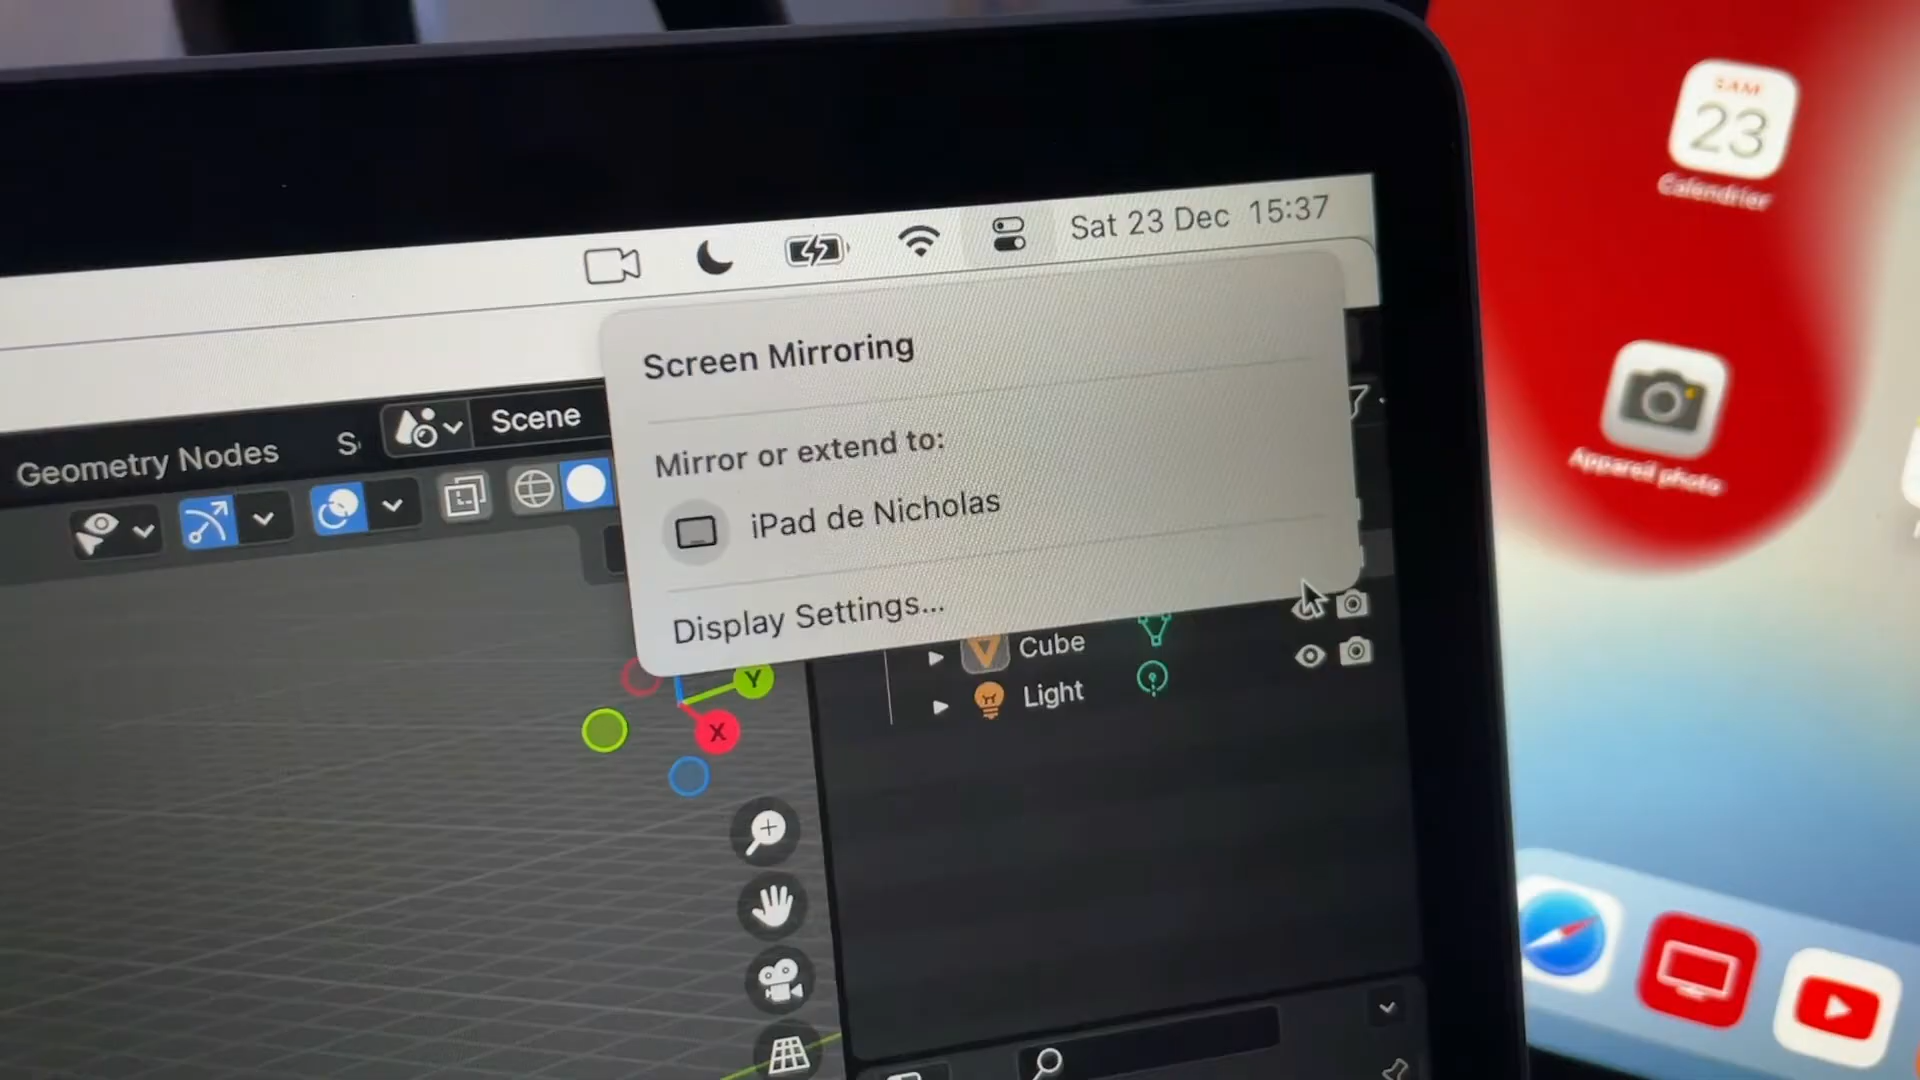 Sat 23 Dec 15:37
Screen Mirroring
Mirror or extend to:
iPad de Nicholas
Display Settings...
Geometry Nodes
S
Scene
Cube
Light
Y
X
SAM
23
Calendrier
Appareil photo